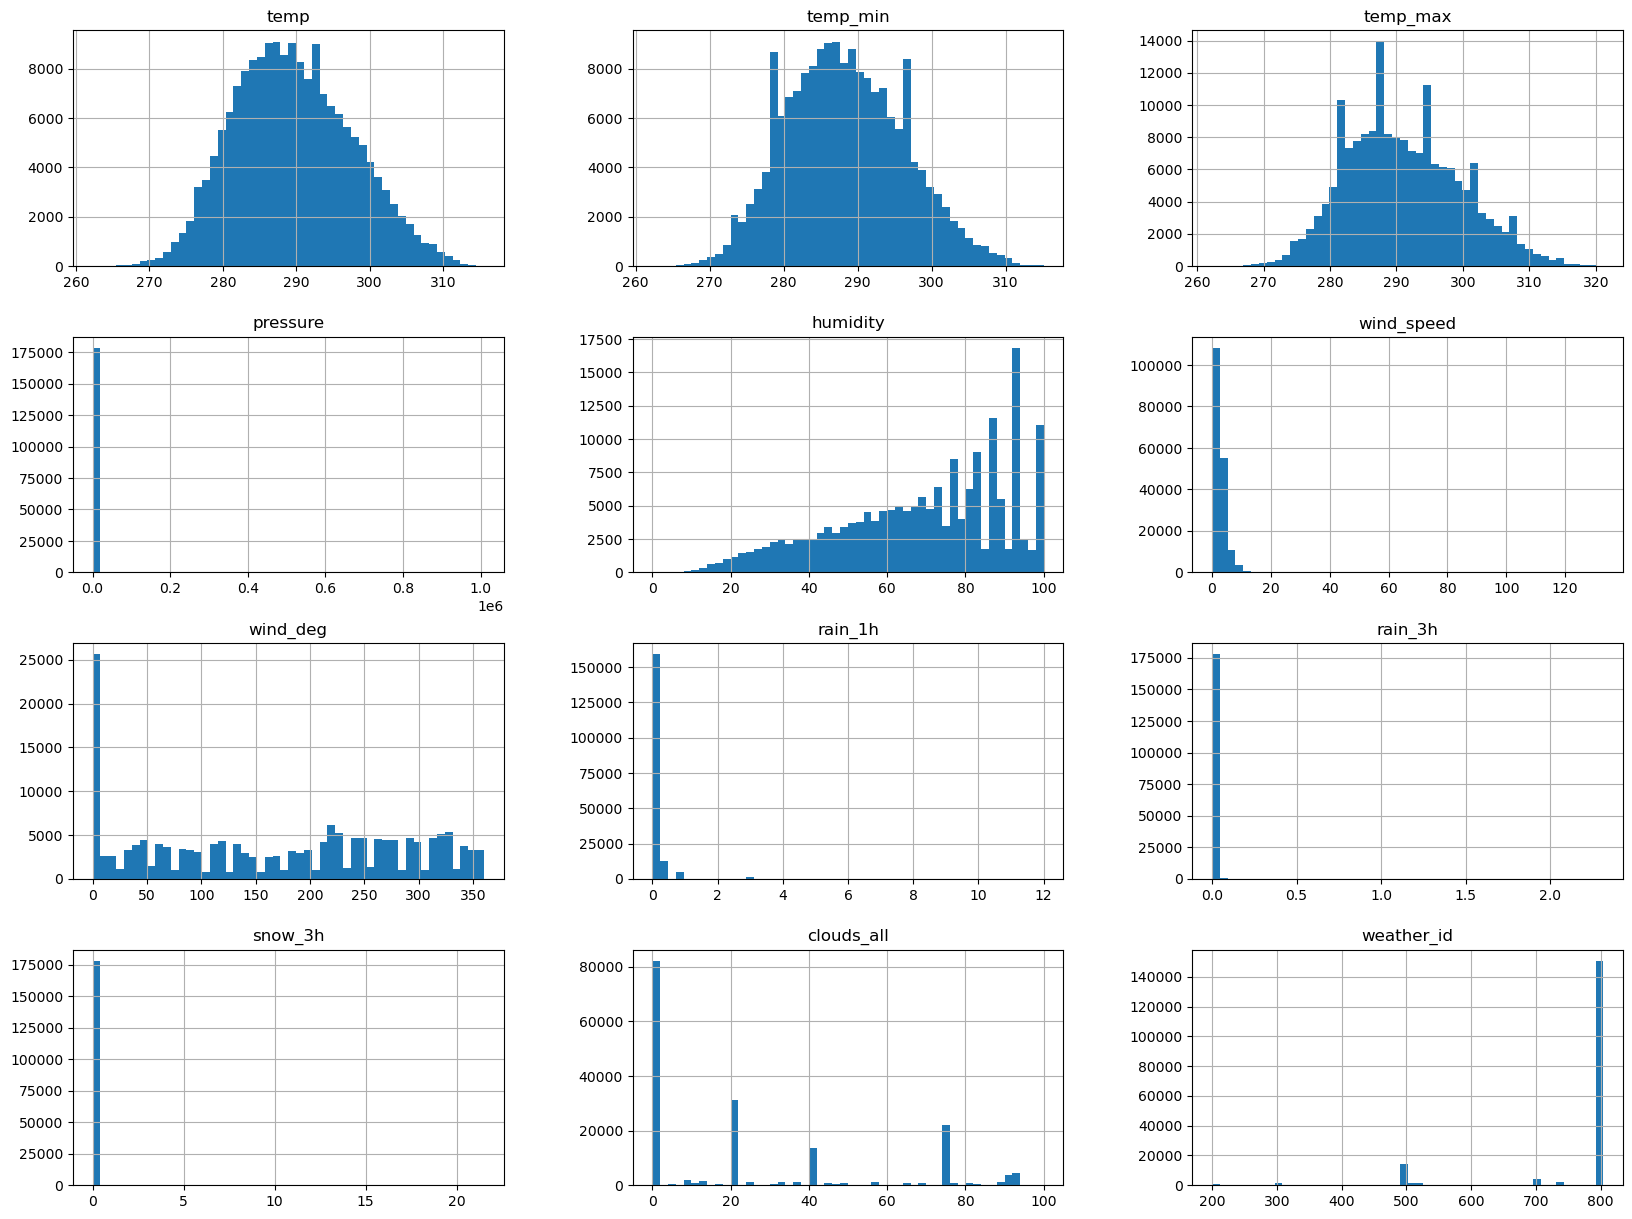 temp temp_min temp_max
8000 6000 4000 2000 0
260 270 280 290 300 310
8000 6000 4000 2000 0
260 270 280 290 300 310
14000 12000 10000 8000 6000 4000 2000 0
260 270 280 290 300 310 320
pressure humidity wind_speed
175000 150000 125000 100000 75000 50000 25000 0
0.0 0.2 0.4 0.6 0.8 1.0
1e6
17500 15000 12500 10000 7500 5000 2500 0
0 20 40 60 80 100
100000 80000 60000 40000 20000 0
0 20 40 60 80 100 120
wind_deg rain_1h rain_3h
25000 20000 15000 10000 5000 0
0 50 100 150 200 250 300 350
150000 125000 100000 75000 50000 25000 0
0 2 4 6 8 10 12
175000 150000 125000 100000 75000 50000 25000 0
0.0 0.5 1.0 1.5 2.0
snow_3h clouds_all weather_id
175000 150000 125000 100000 75000 50000 25000 0
0 5 10 15 20
80000 60000 40000 20000 0
0 20 40 60 80 100
140000 120000 100000 80000 60000 40000 20000 0
200 300 400 500 600 700 800